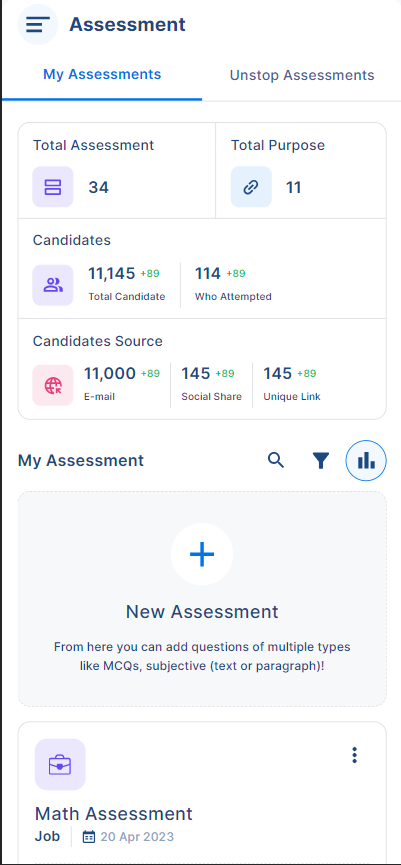 Assessment
My Assessments
Unstop Assessments
Total Assessment
34
Total Purpose
11
Candidates
11,145 +89
Total Candidate
114 +89
Who Attempted
Candidates Source
11,000 +89
E-mail
145 +89
Social Share
145 +89
Unique Link
My Assessment
New Assessment
From here you can add questions of multiple types
like MCQs, subjective (text or paragraph)!
Math Assessment
Job
20 Apr 2023